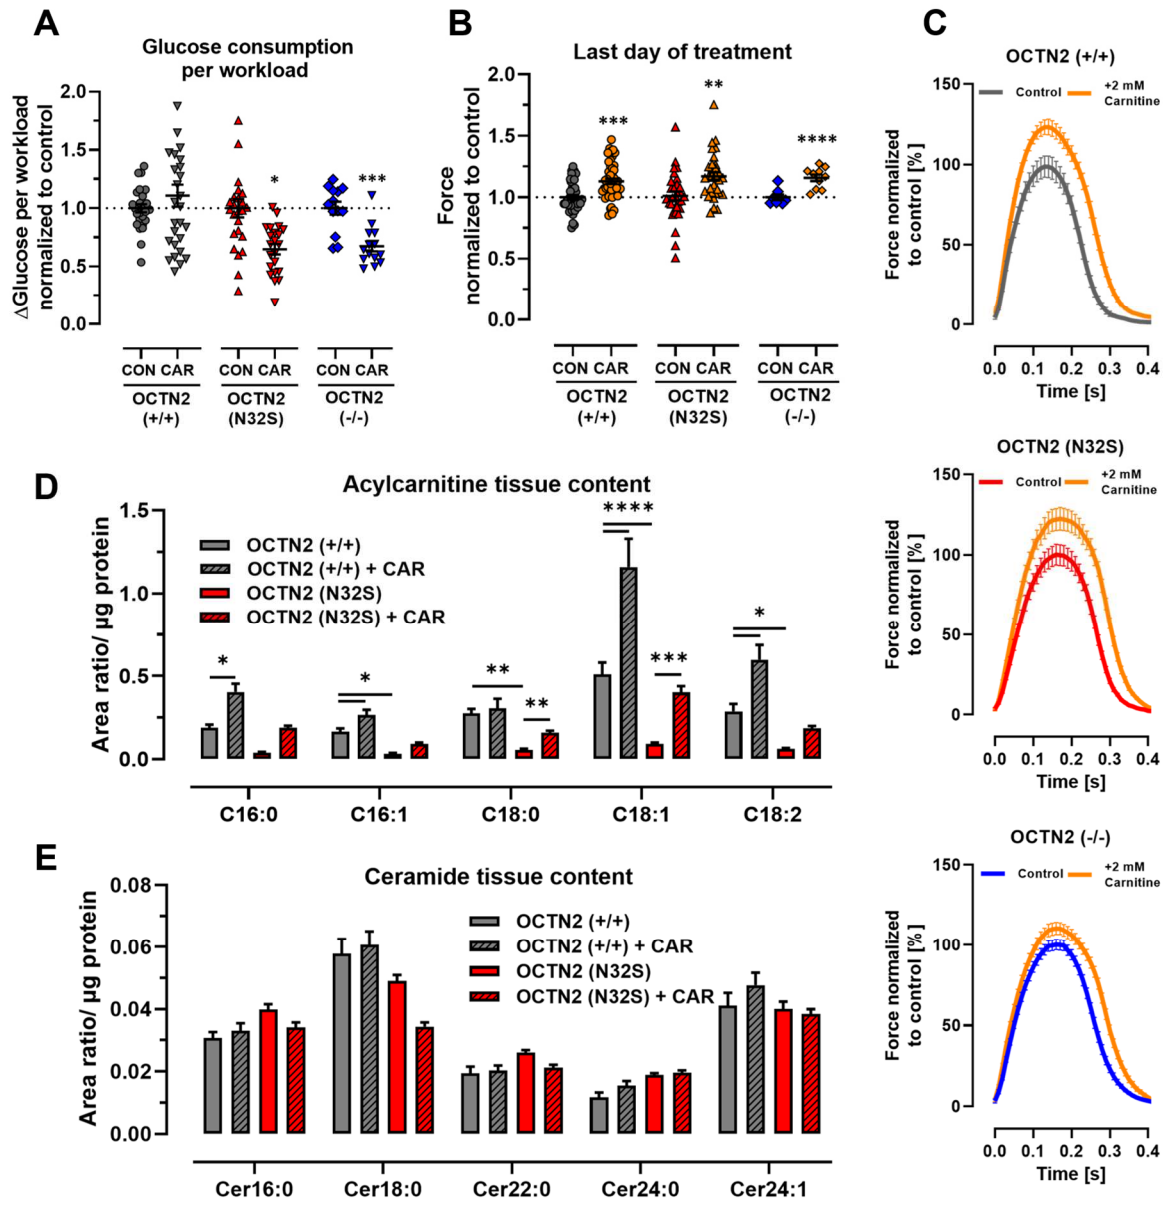 A
Glucose consumption
per workload
ΔGlucose per workload
normalized to control
2.0
1.5
1.0
0.5
0.0
*
***
CON CAR
CON CAR
CON CAR
OCTN2
(+/+)
OCTN2
(N32S)
OCTN2
(-/-)
B
Last day of treatment
Force
normalized to control
2.0
1.5
1.0
0.5
0.0
***
**
****
CON CAR
CON CAR
CON CAR
OCTN2
(+/+)
OCTN2
(N32S)
OCTN2
(-/-)
C
OCTN2 (+/+)
Control
+2 mM
Carnitine
Force normalized
to control [%]
150
100
50
0
0.0 0.1 0.2 0.3 0.4
Time [s]
OCTN2 (N32S)
Control
+2 mM
Carnitine
Force normalized
to control [%]
150
100
50
0
0.0 0.1 0.2 0.3 0.4
Time [s]
OCTN2 (-/-)
Control
+2 mM
Carnitine
Force normalized
to control [%]
150
100
50
0
0.0 0.1 0.2 0.3 0.4
Time [s]
D
Acylcarnitine tissue content
Area ratio/ µg protein
1.5
1.0
0.5
0.0
OCTN2 (+/+)
OCTN2 (+/+) + CAR
OCTN2 (N32S)
OCTN2 (N32S) + CAR
*
*
**
**
****
***
*
C16:0 C16:1 C18:0 C18:1 C18:2
E
Ceramide tissue content
Area ratio/ µg protein
0.08
0.06
0.04
0.02
0.00
OCTN2 (+/+)
OCTN2 (+/+) + CAR
OCTN2 (N32S)
OCTN2 (N32S) + CAR
Cer16:0 Cer18:0 Cer22:0 Cer24:0 Cer24:1